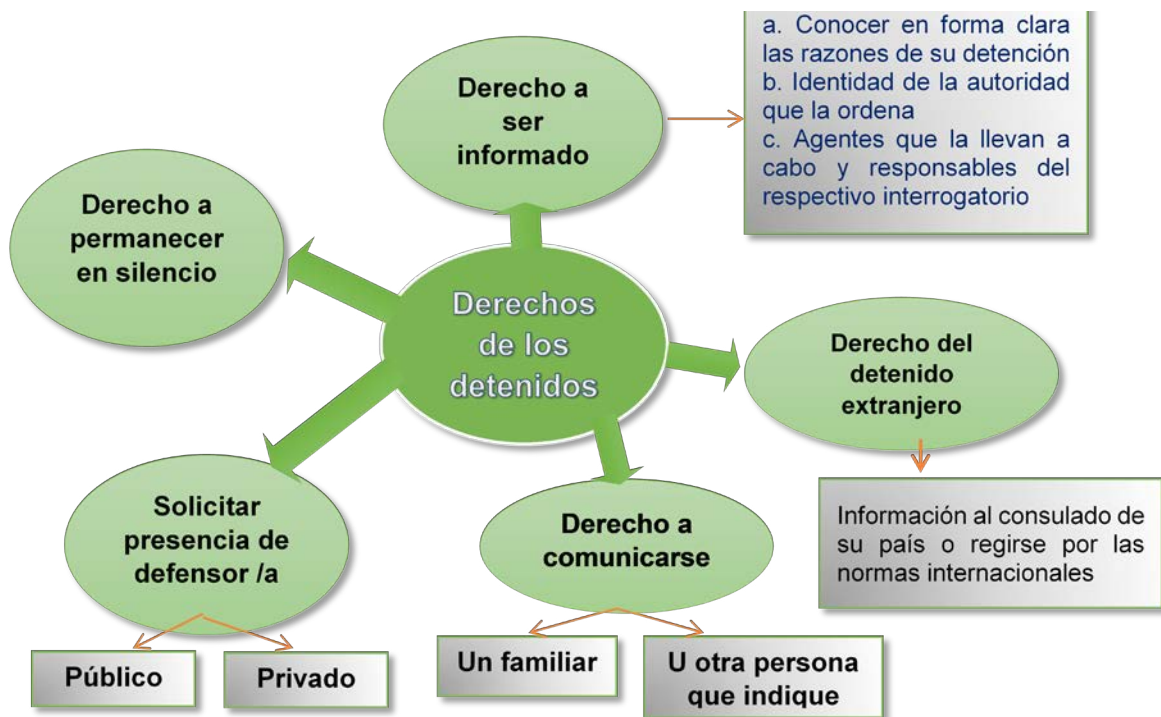 a. Conocer en forma clara
las razones de su detención
b. Identidad de la autoridad
que la ordena
c. Agentes que la llevan a
cabo y responsables del
respectivo interrogatorio
Derecho a
ser
informado
Derecho a
permanecer
en silencio
Derechos
de los
detenidos
Derecho del
detenido
extranjero
Información al consulado de
su país o regirse por las
normas internacionales
Solicitar
presencia de
defensor /a
Público
Privado
Derecho a
comunicarse
Un familiar
U otra persona
que indique